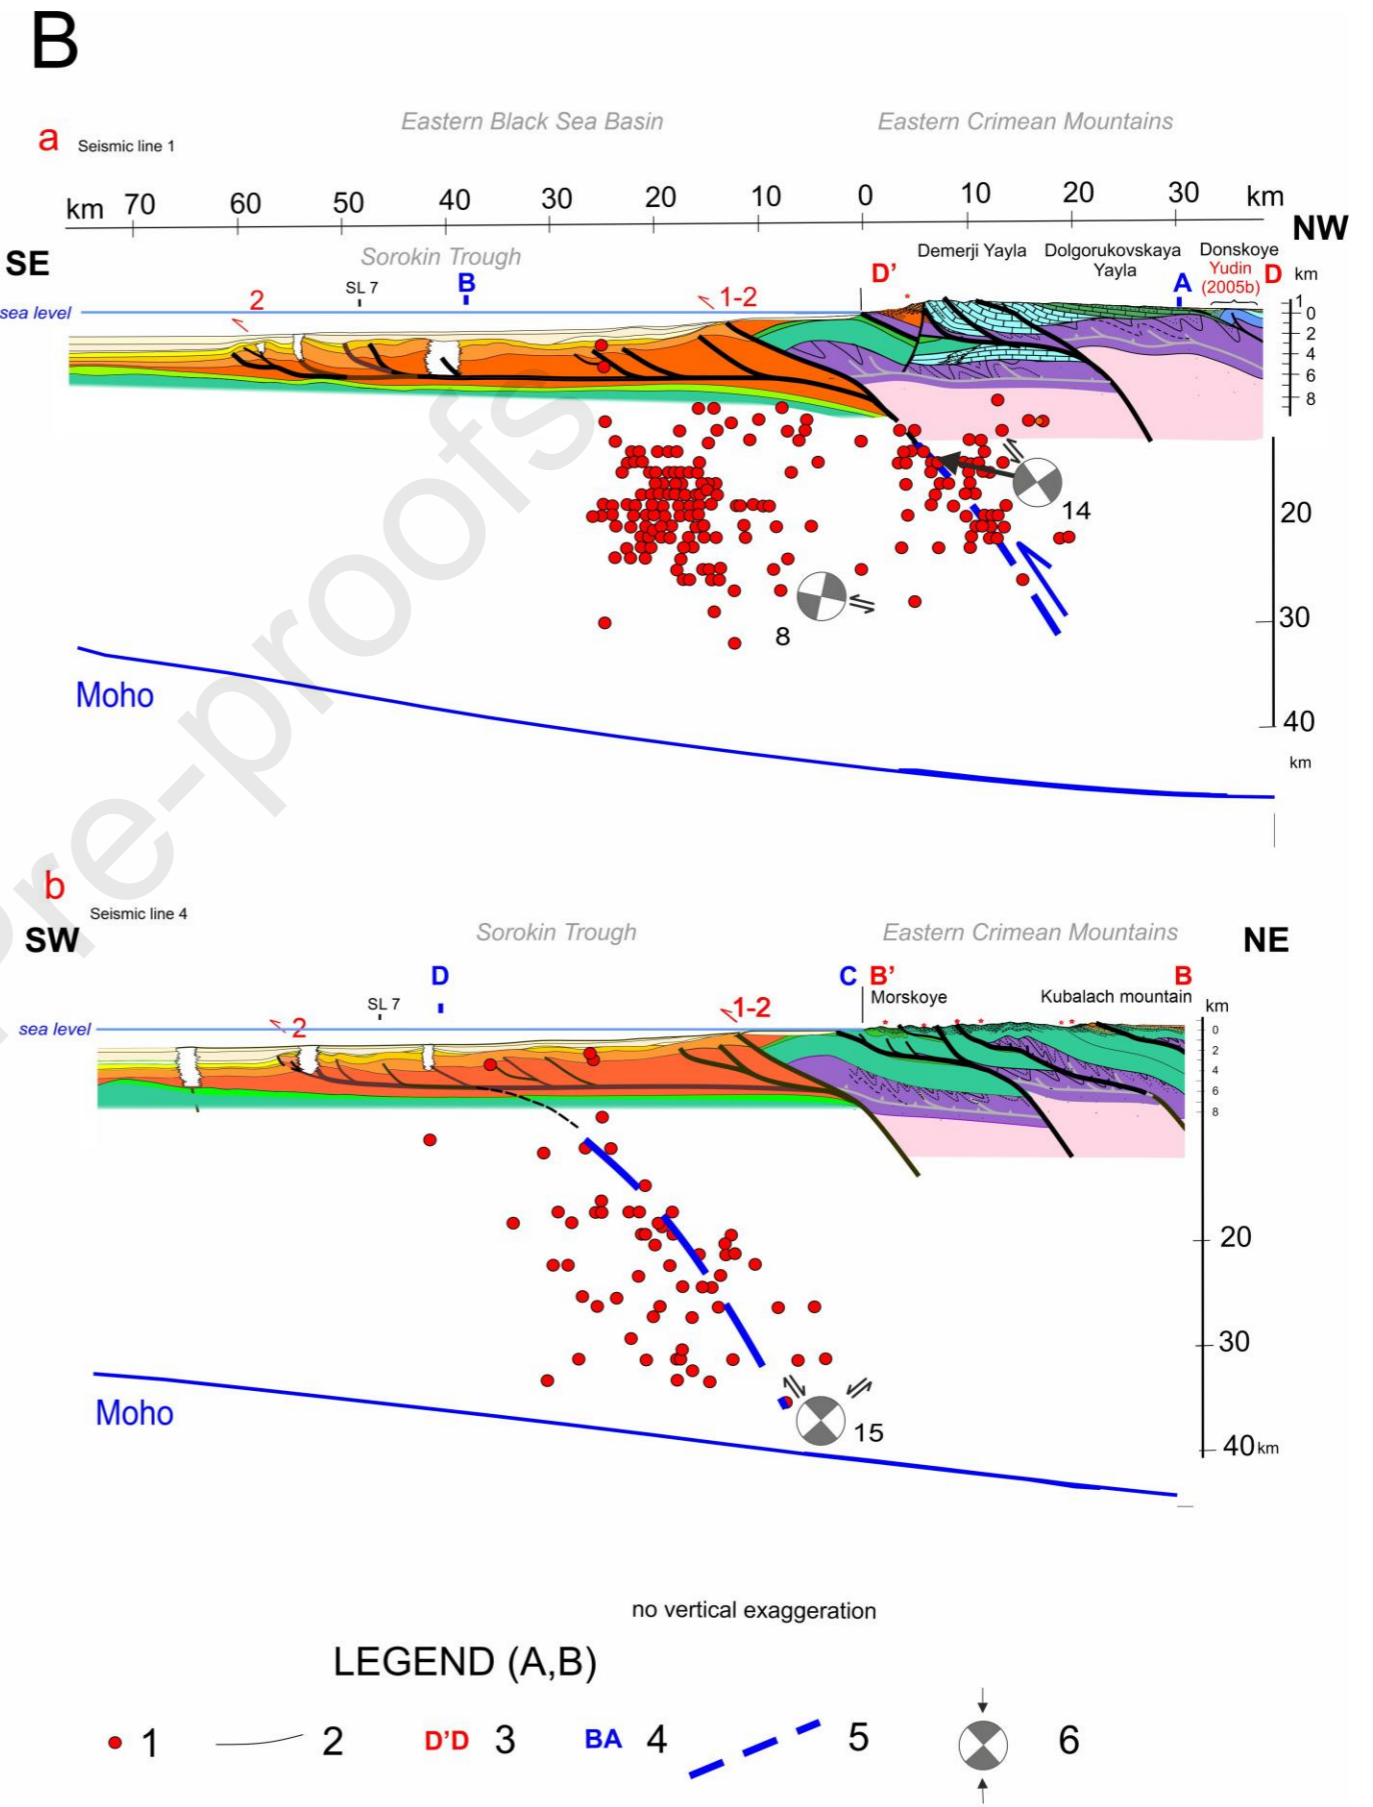 B
Eastern Black Sea Basin Eastern Crimean Mountains
a Seismic line 1
km 70 60 50 40 30 20 10 0 10 20 30 km
NW
SE
Sorokin Trough
Demerji Yayla Dolgorukovskaya Yayla Donskoye
Yudin (2005b)
D' A D km
2 SL 7 B 1-2
sea level
1
0
2
4
6
8
14
20
8
30
Moho
40
km
Pre-proofs
b
Seismic line 4
SW Sorokin Trough Eastern Crimean Mountains NE
D C B' B
SL 7 Morskoye Kubalach mountain km
2 1-2
sea level
0
2
4
6
8
20
30
Moho
15
40 km
no vertical exaggeration
LEGEND (A,B)
1 2 D'D 3 BA 4 5 6